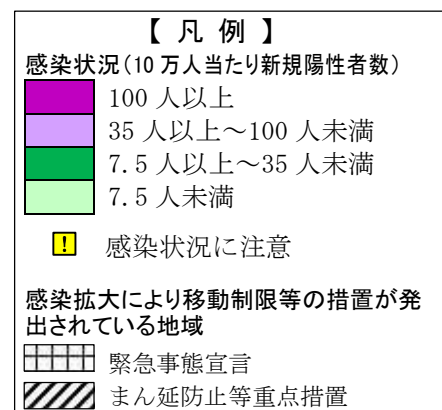 【 凡 例 】
感染状況(10 万人当たり新規陽性者数)
100 人以上
35 人以上～100 人未満
7.5 人以上～35 人未満
7.5 人未満
! 感染状況に注意
感染拡大により移動制限等の措置が発
出されている地域
緊急事態宣言
まん延防止等重点措置